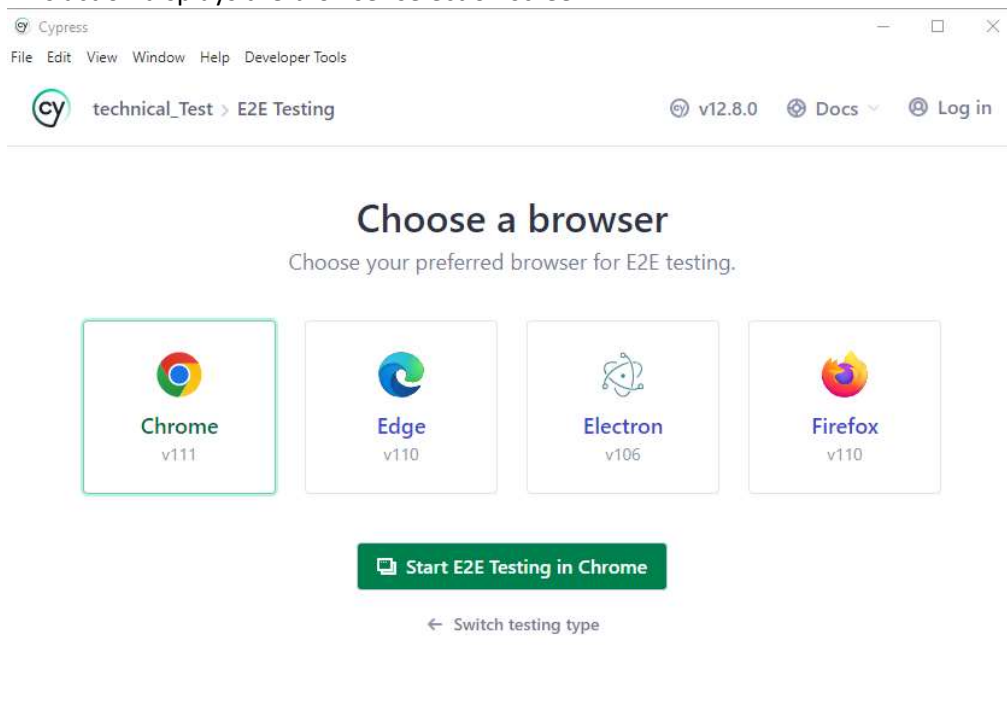 Cypress
File Edit View Window Help Developer Tools
cy technical_Test > E2E Testing v12.8.0 Docs Log in
Choose a browser
Choose your preferred browser for E2E testing.
Chrome Edge Electron Firefox
v111 v110 v106 v110
Start E2E Testing in Chrome
← Switch testing type